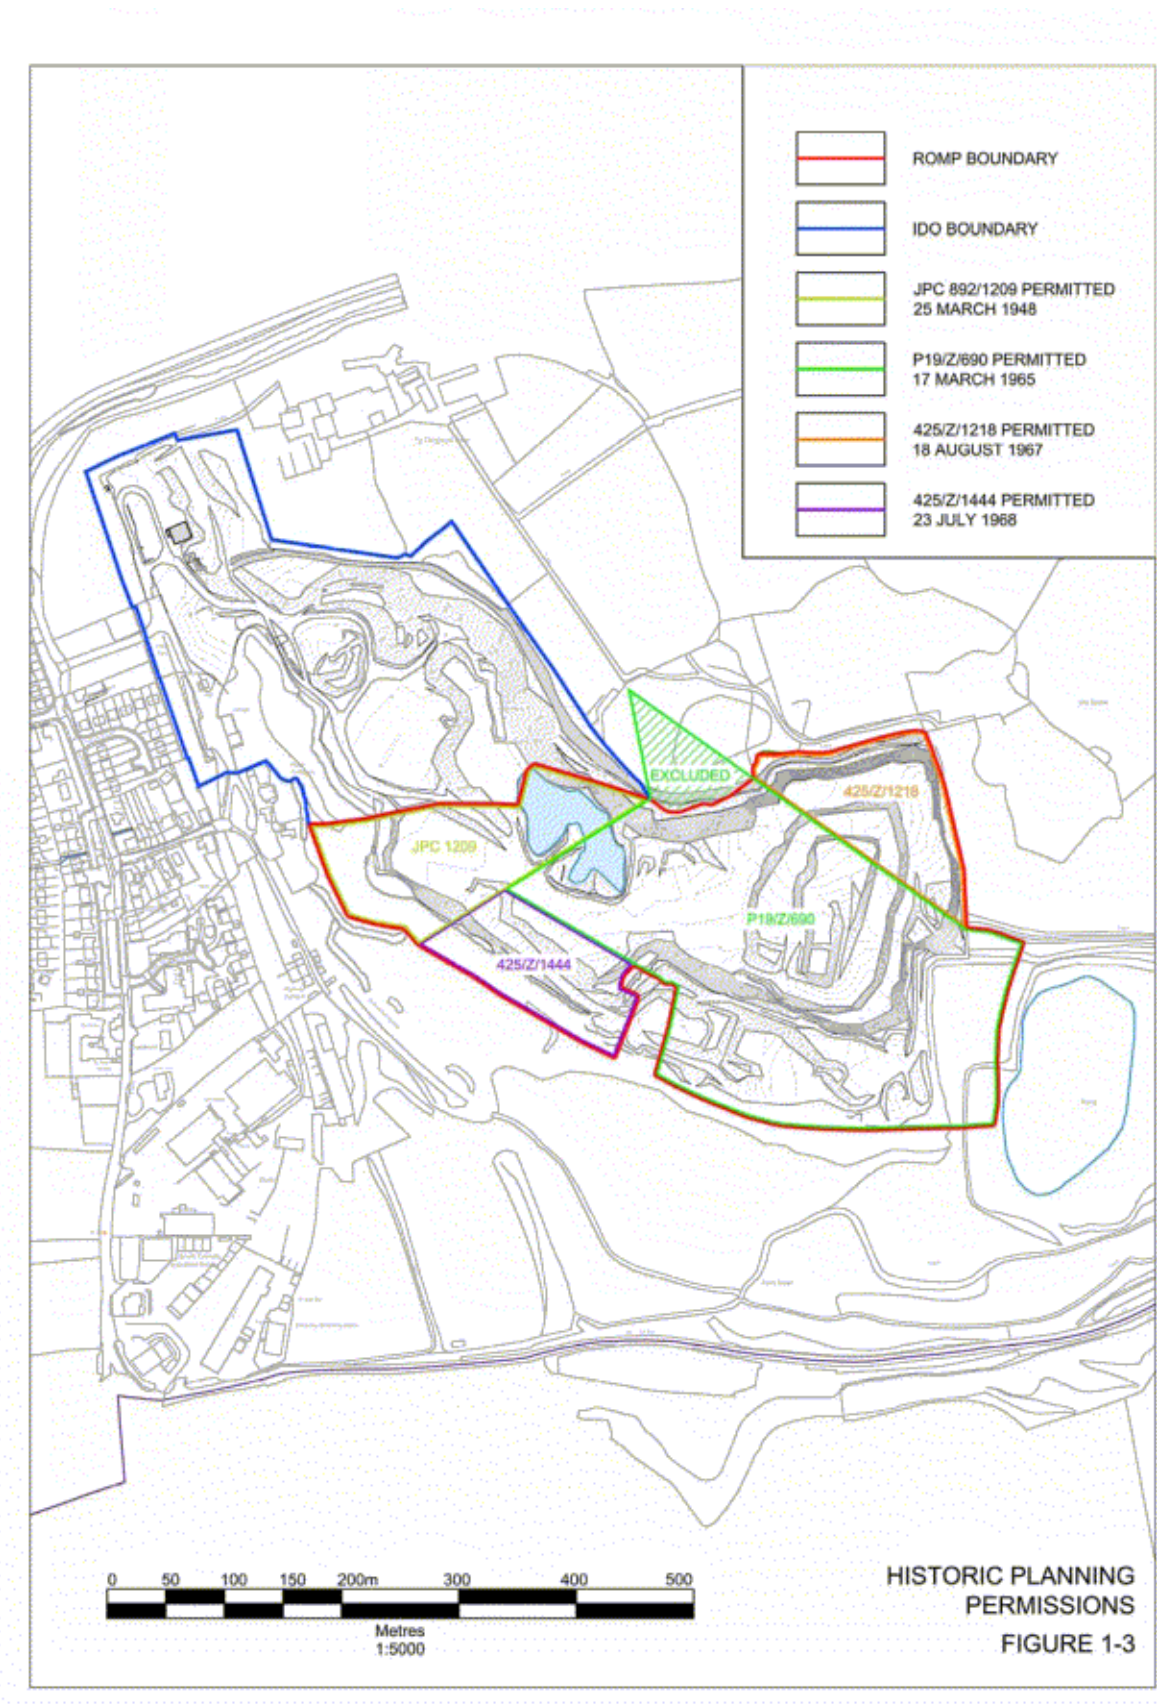 ROMP BOUNDARY
IDO BOUNDARY
JPC 892/1209 PERMITTED
25 MARCH 1948
P19/Z/690 PERMITTED
17 MARCH 1965
425/Z/1218 PERMITTED
18 AUGUST 1967
425/Z/1444 PERMITTED
23 JULY 1968
EXCLUDED
425/Z/1218
JPC 1209
P19/Z/690
425/Z/1444
0 50 100 150 200m 300 400 500
Metres
1:5000
HISTORIC PLANNING
PERMISSIONS
FIGURE 1-3